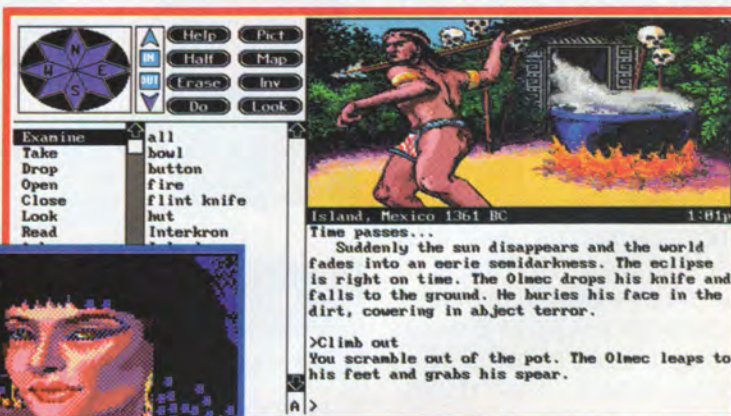 N
W
E
S
IN
OUT
Help
Pict
Half
Map
Erase
Inv
Do
Look
Examine
Take
Drop
Open
Close
Look
Read
all
bowl
button
fire
flint knife
hut
Interkron
Island, Mexico 1361 BC 1:01p
Time passes...
Suddenly the sun disappears and the world
fades into an eerie semidarkness. The eclipse
is right on time. The Olmec drops his knife and
falls to the ground. He buries his face in the
dirt, cowering in abject terror.
>Climb out
You scramble out of the pot. The Olmec leaps to
his feet and grabs his spear.
A >